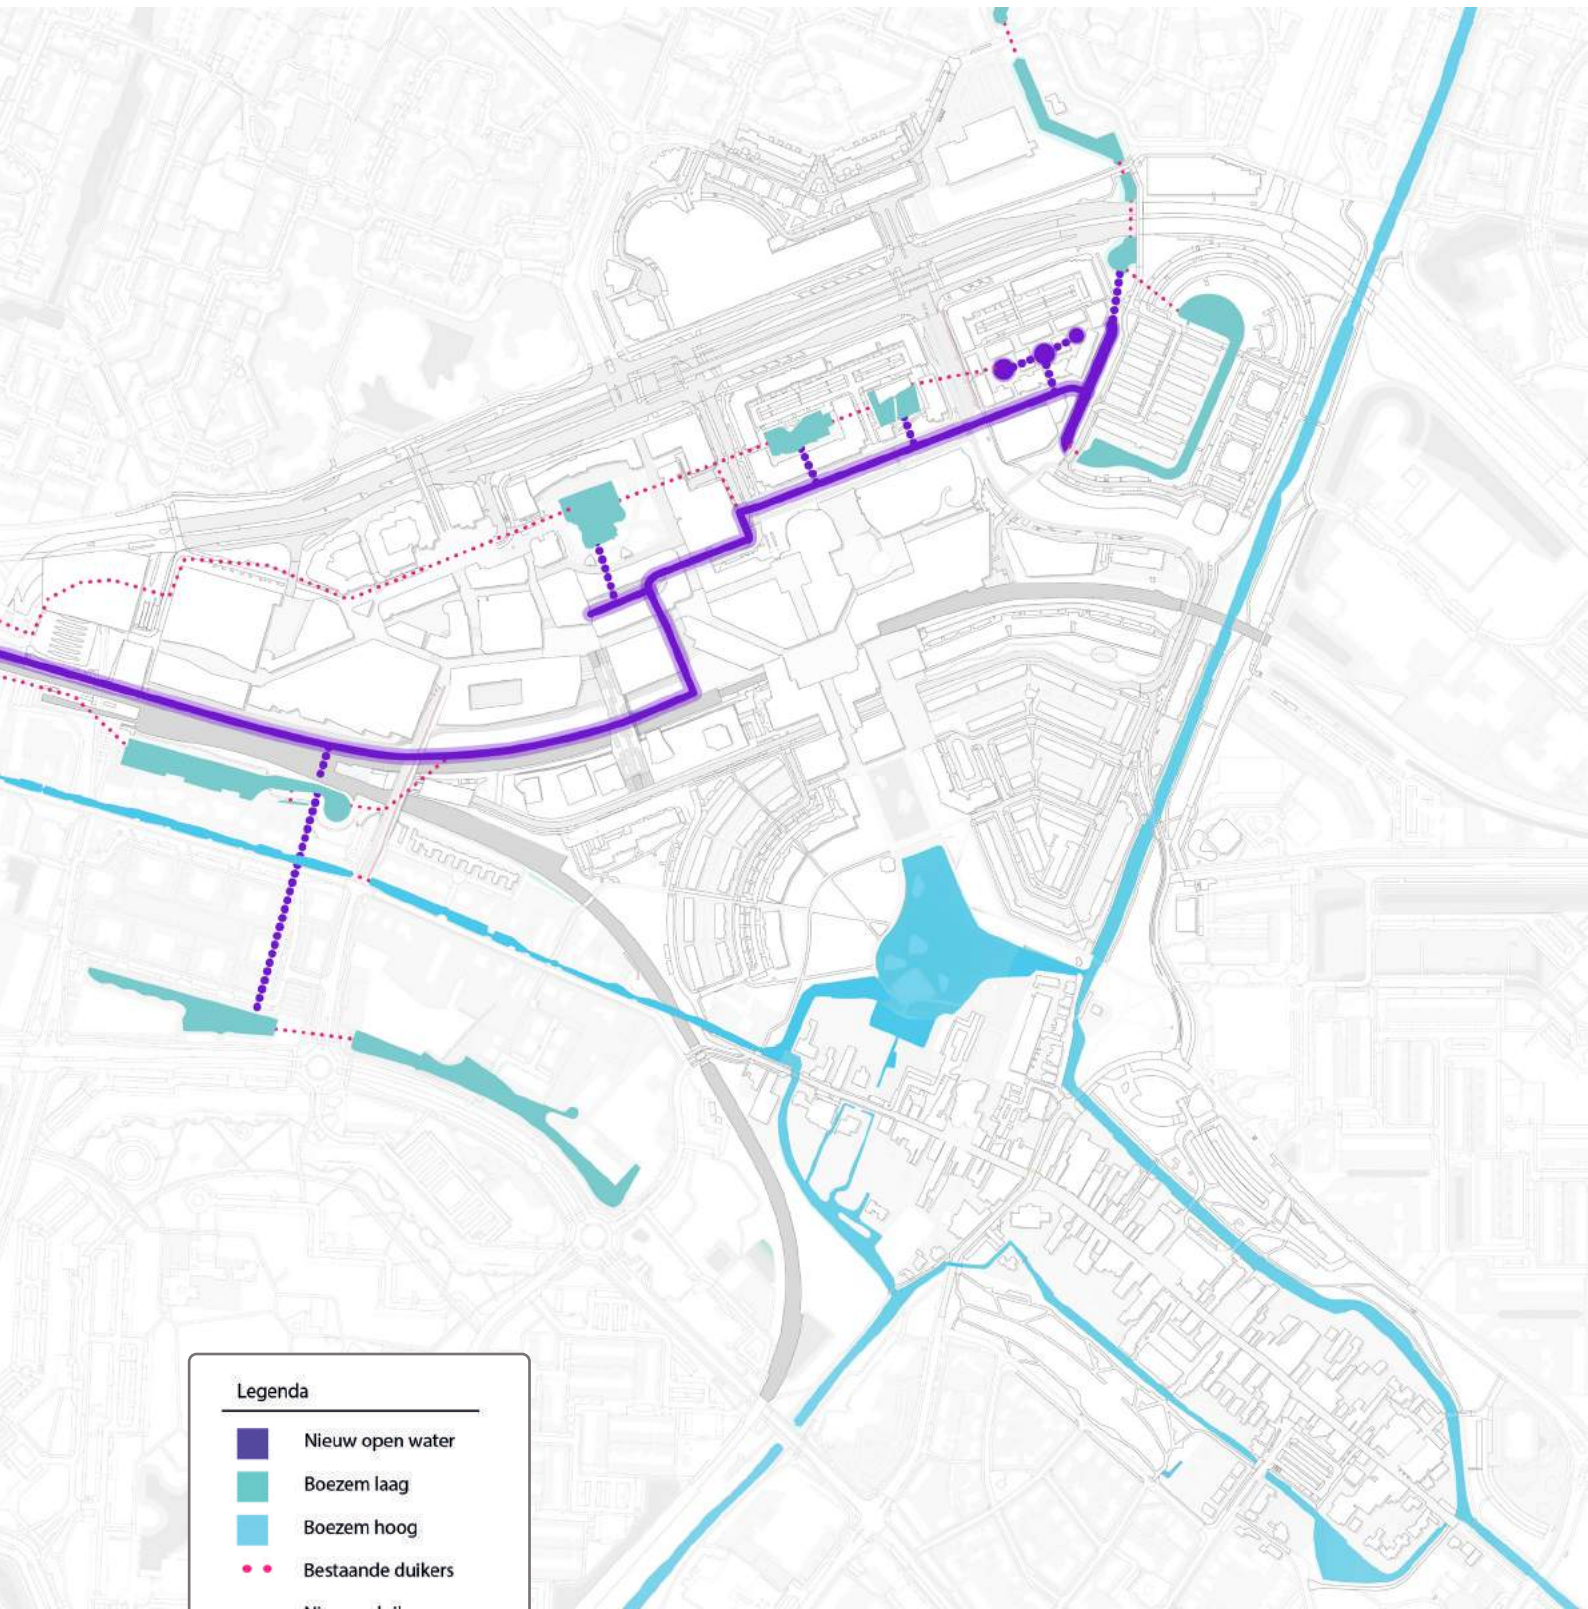 Legenda
Nieuw open water
Boezem laag
Boezem hoog
Bestaande duikers